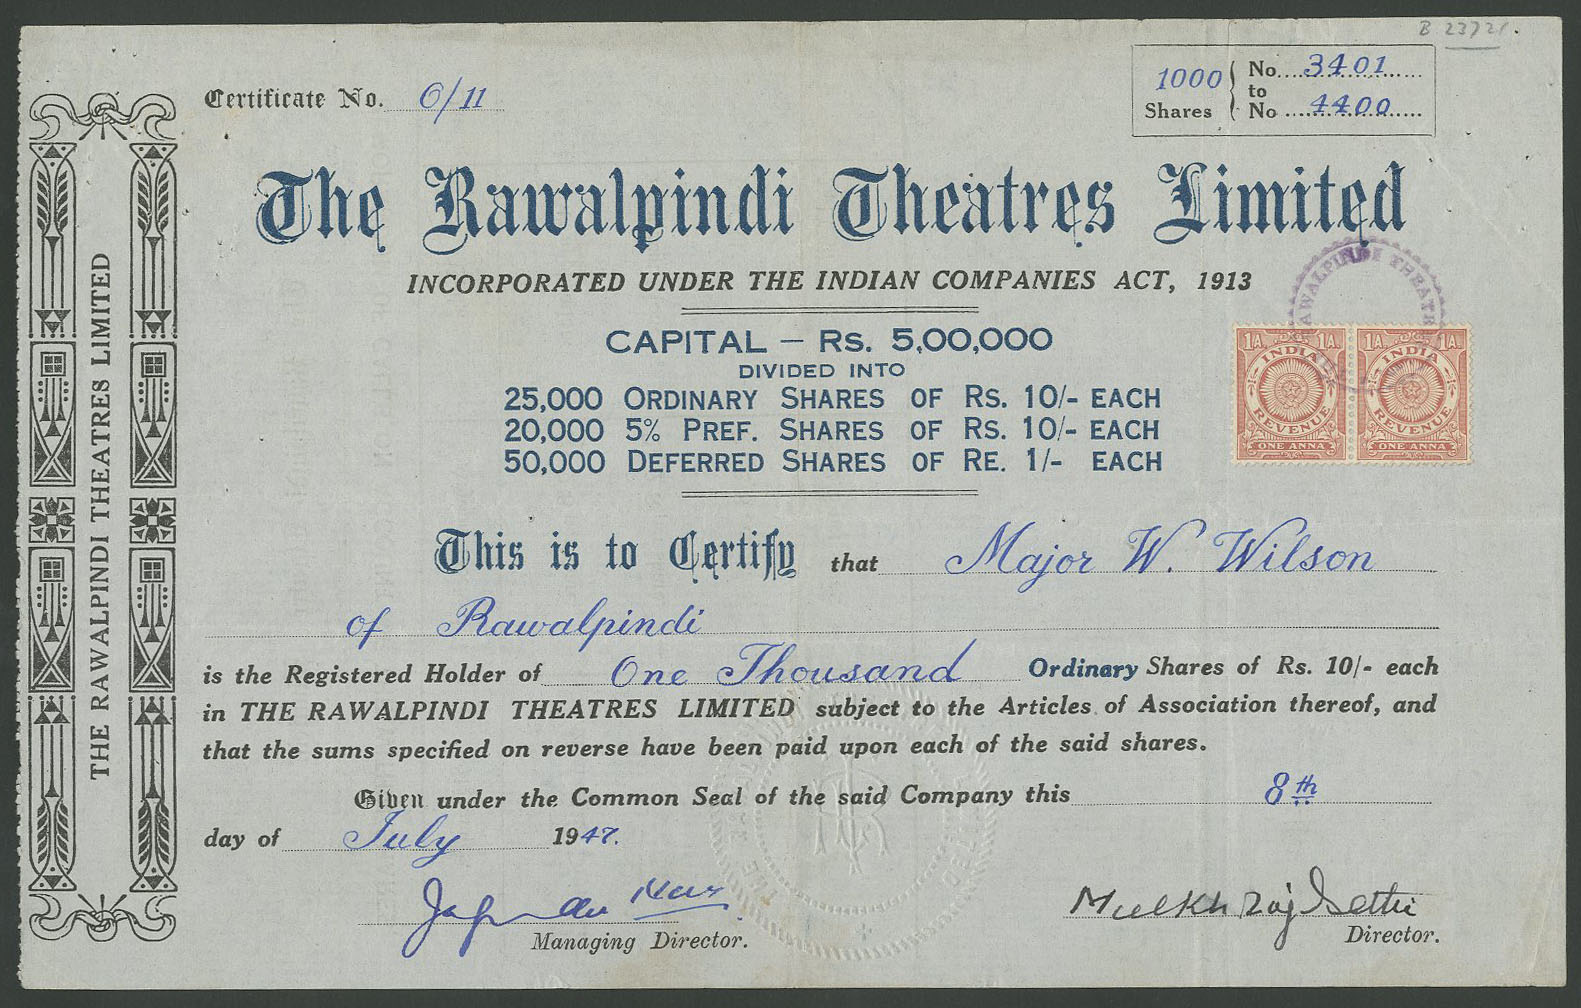 B 23721.
Certificate No. O/11
1000 Shares { No. 3401 to No. 4400
The Rawalpindi Theatres Limited
INCORPORATED UNDER THE INDIAN COMPANIES ACT, 1913
CAPITAL – Rs. 5,00,000
DIVIDED INTO
25,000 ORDINARY SHARES OF Rs. 10/- EACH
20,000 5% PREF. SHARES OF Rs. 10/- EACH
50,000 DEFERRED SHARES OF RE. 1/- EACH
RAWALPINDI THEATR
1A. 1A. 1A. 1A.
INDIA INDIA
REVENUE REVENUE
ONE ANNA ONE ANNA
This is to Certify that Major W. Wilson
of Rawalpindi
is the Registered Holder of One Thousand Ordinary Shares of Rs. 10/- each
in THE RAWALPINDI THEATRES LIMITED subject to the Articles of Association thereof, and
that the sums specified on reverse have been paid upon each of the said shares.
Given under the Common Seal of the said Company this 8th
day of July 1947.
Mulkh Raj Sethi
Managing Director.
Director.
THE RAWALPINDI THEATRES LIMITED